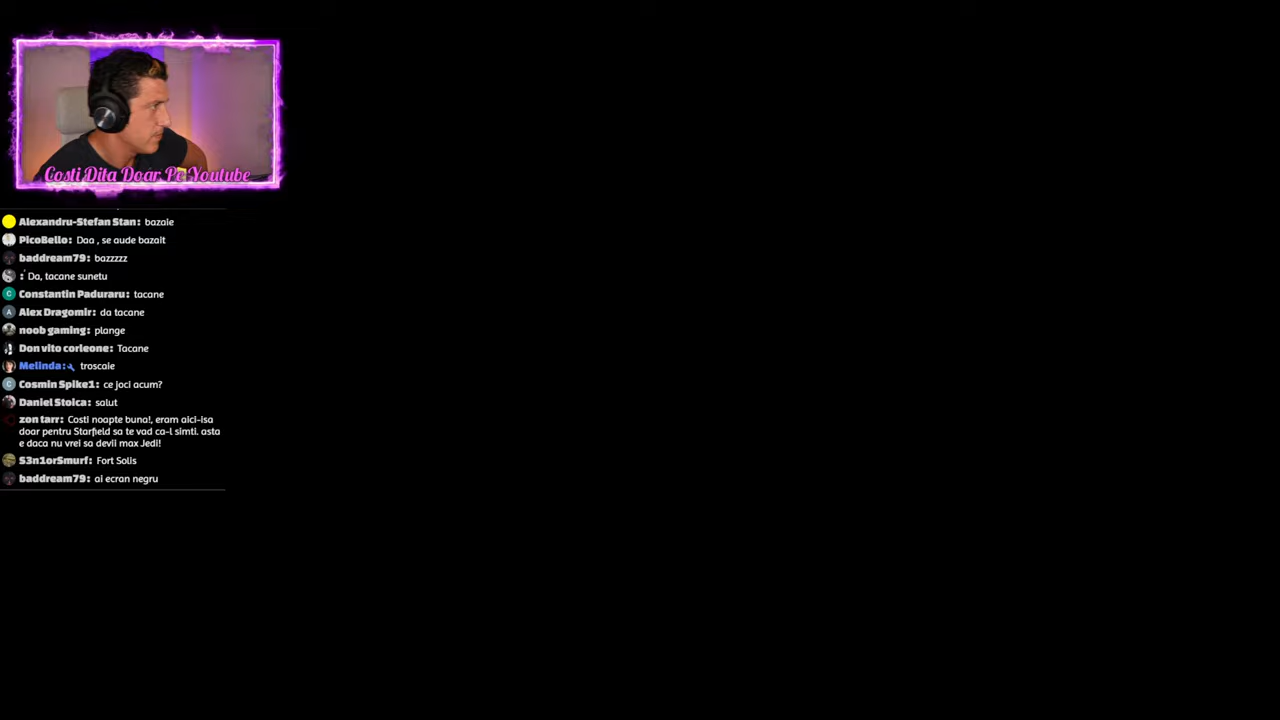 Costi Dita Doar Pe Youtube
Alexandru-Stefan Stan: bazaie
PicoBello: Daa , se aude bazait
baddream79: bazzzzz
: Da, tacane sunetu
C Constantin Paduraru: tacane
A Alex Dragomir: da tacane
noob gaming: plange
Don vito corleone: Tacane
Melinda: troscaie
C Cosmin Spike1: ce joci acum?
Daniel Stoica: salut
zon tarr: Costi noapte buna!, eram aici-isa
doar pentru Starfield sa te vad ca-l simti. asta
e daca nu vrei sa devii max Jedi!
S3n1orSmurf: Fort Solis
baddream79: ai ecran negru